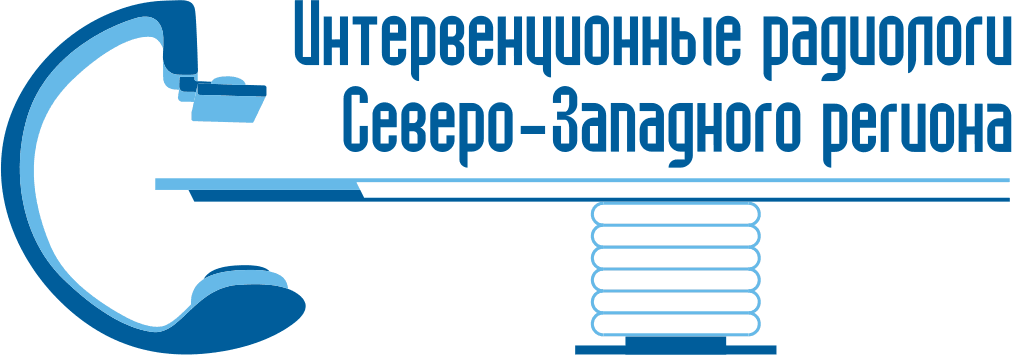 Интервенционные радиологи
Северо-Западного региона